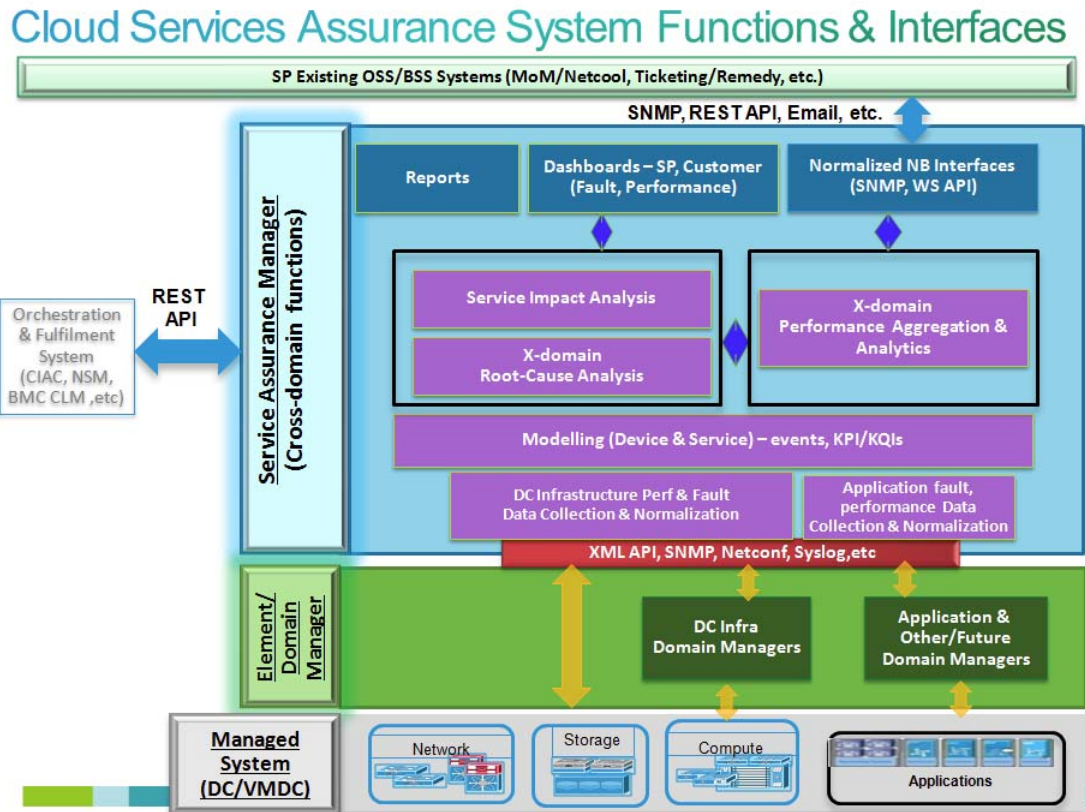 Cloud Services Assurance System Functions & Interfaces
SP Existing OSS/BSS Systems (MoM/Netcool, Ticketing/Remedy, etc.)
SNMP, REST API, Email, etc.
Service Assurance Manager
(Cross-domain functions)
Reports
Dashboards – SP, Customer
(Fault, Performance)
Normalized NB Interfaces
(SNMP, WS API)
Service Impact Analysis
X-domain
Root-Cause Analysis
X-domain
Performance Aggregation &
Analytics
REST
API
Orchestration
& Fulfilment
System
(CIAC, NSM,
BMC CLM ,etc)
Modelling (Device & Service) – events, KPI/KQIs
DC Infrastructure Perf & Fault
Data Collection & Normalization
Application fault,
performance Data
Collection & Normalization
XML API, SNMP, Netconf, Syslog,etc
Element/
Domain
Manager
DC Infra
Domain Managers
Application &
Other/Future
Domain Managers
Managed
System
(DC/VMDC)
Network
Storage
Compute
Applications